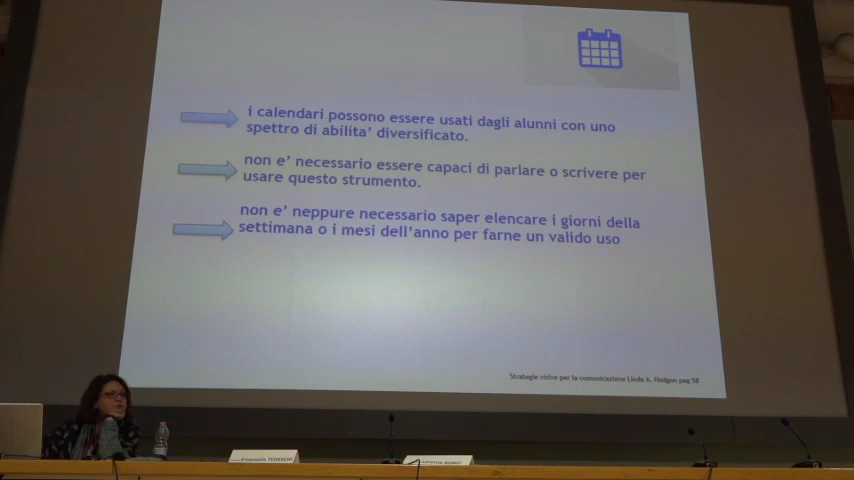 i calendari possono essere usati dagli alunni con uno
spettro di abilita' diversificato.
non e' necessario essere capaci di parlare o scrivere per
usare questo strumento.
non e' neppure necessario saper elencare i giorni della
settimana o i mesi dell'anno per farne un valido uso
Strategie visive per la comunicazione Linda A. Hodgon pag 58
Emanuela TEDESCHI